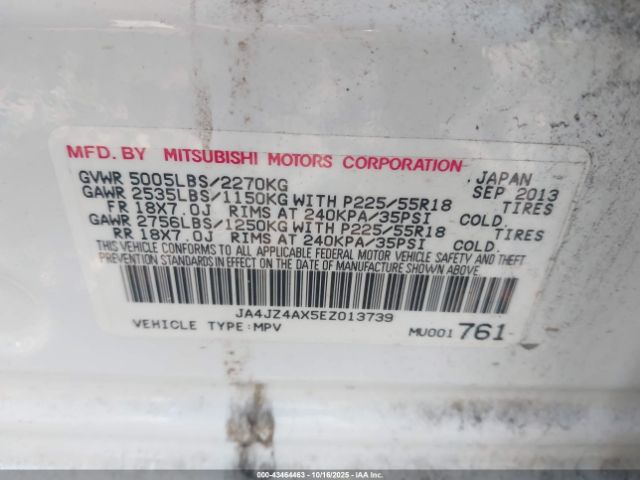 MFD. BY MITSUBISHI MOTORS CORPORATION
GVWR 5005LBS/2270KG JAPAN
GAWR 2535LBS/1150KG WITH P225/55R18 SEP 2013
FR 18X7.0J RIMS AT 240KPA/35PSI COLD. TIRES
GAWR 2756LBS/1250KG WITH P225/55R18
RR 18X7.0J RIMS AT 240KPA/35PSI COLD. TIRES
THIS VEHICLE CONFORMS TO ALL APPLICABLE FEDERAL MOTOR VEHICLE SAFETY AND THEFT
PREVENTION STANDARDS IN EFFECT ON THE DATE OF MANUFACTURE SHOWN ABOVE.
JA4JZ4AX5EZ013739
VEHICLE TYPE:MPV MU001761
000-43464463 | 10/16/2025 | © COPYRIGHT IAA, LLC